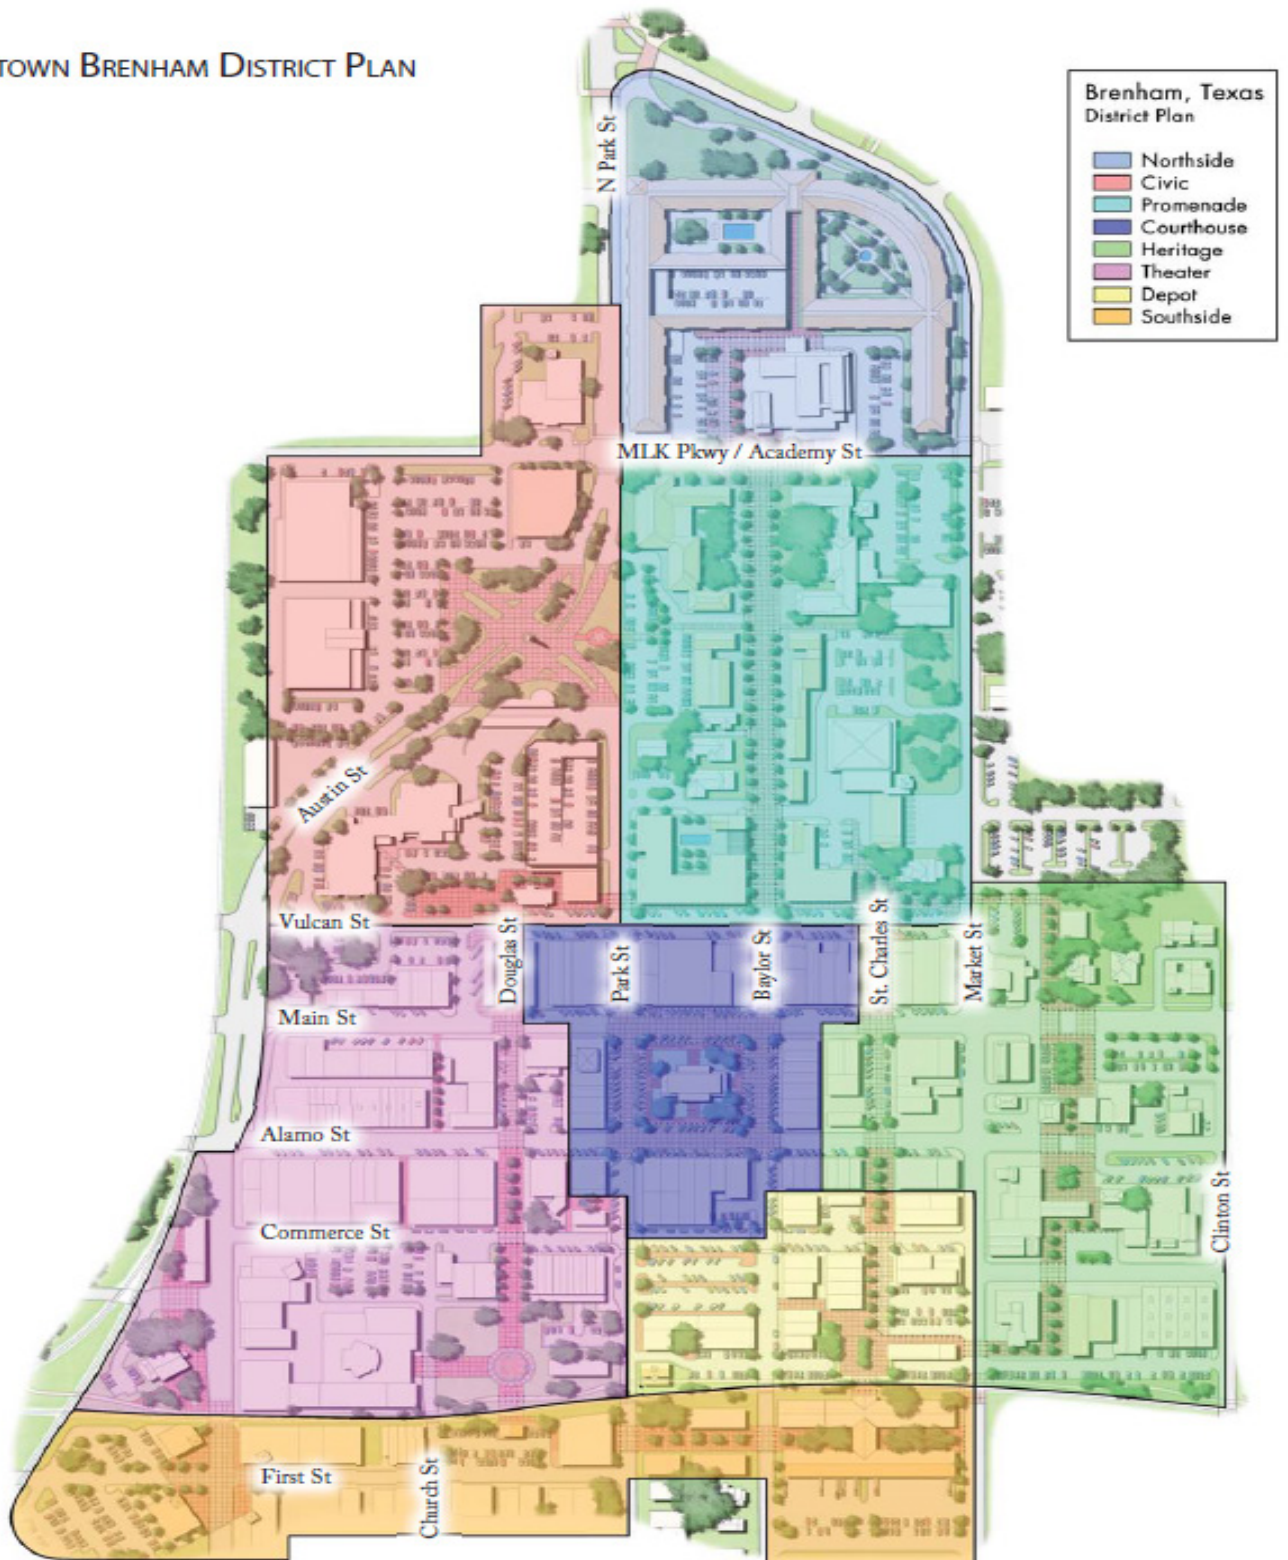 TOWN BRENHAM DISTRICT PLAN
Brenham, Texas
District Plan
Northside
Civic
Promenade
Courthouse
Heritage
Theater
Depot
Southside
N Park St
MLK Pkwy / Academy St
Austin St
Vulcan St
Douglas St
Park St
Baylor St
St. Charles St
Market St
Main St
Alamo St
Commerce St
Clinton St
First St
Church St